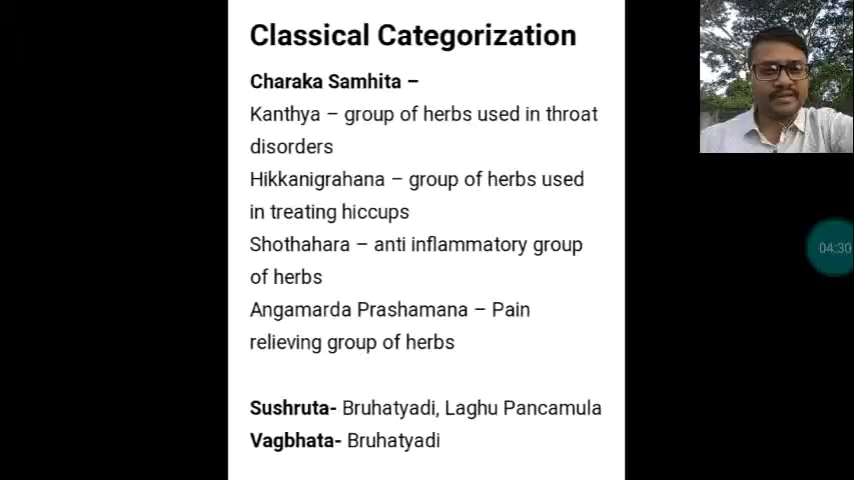 Classical Categorization
Charaka Samhita –
Kanthya – group of herbs used in throat
disorders
Hikkanigrahana – group of herbs used
in treating hiccups
Shothahara – anti inflammatory group
of herbs
Angamarda Prashamana – Pain
relieving group of herbs
Sushruta- Bruhatyadi, Laghu Pancamula
Vagbhata- Bruhatyadi
04:30